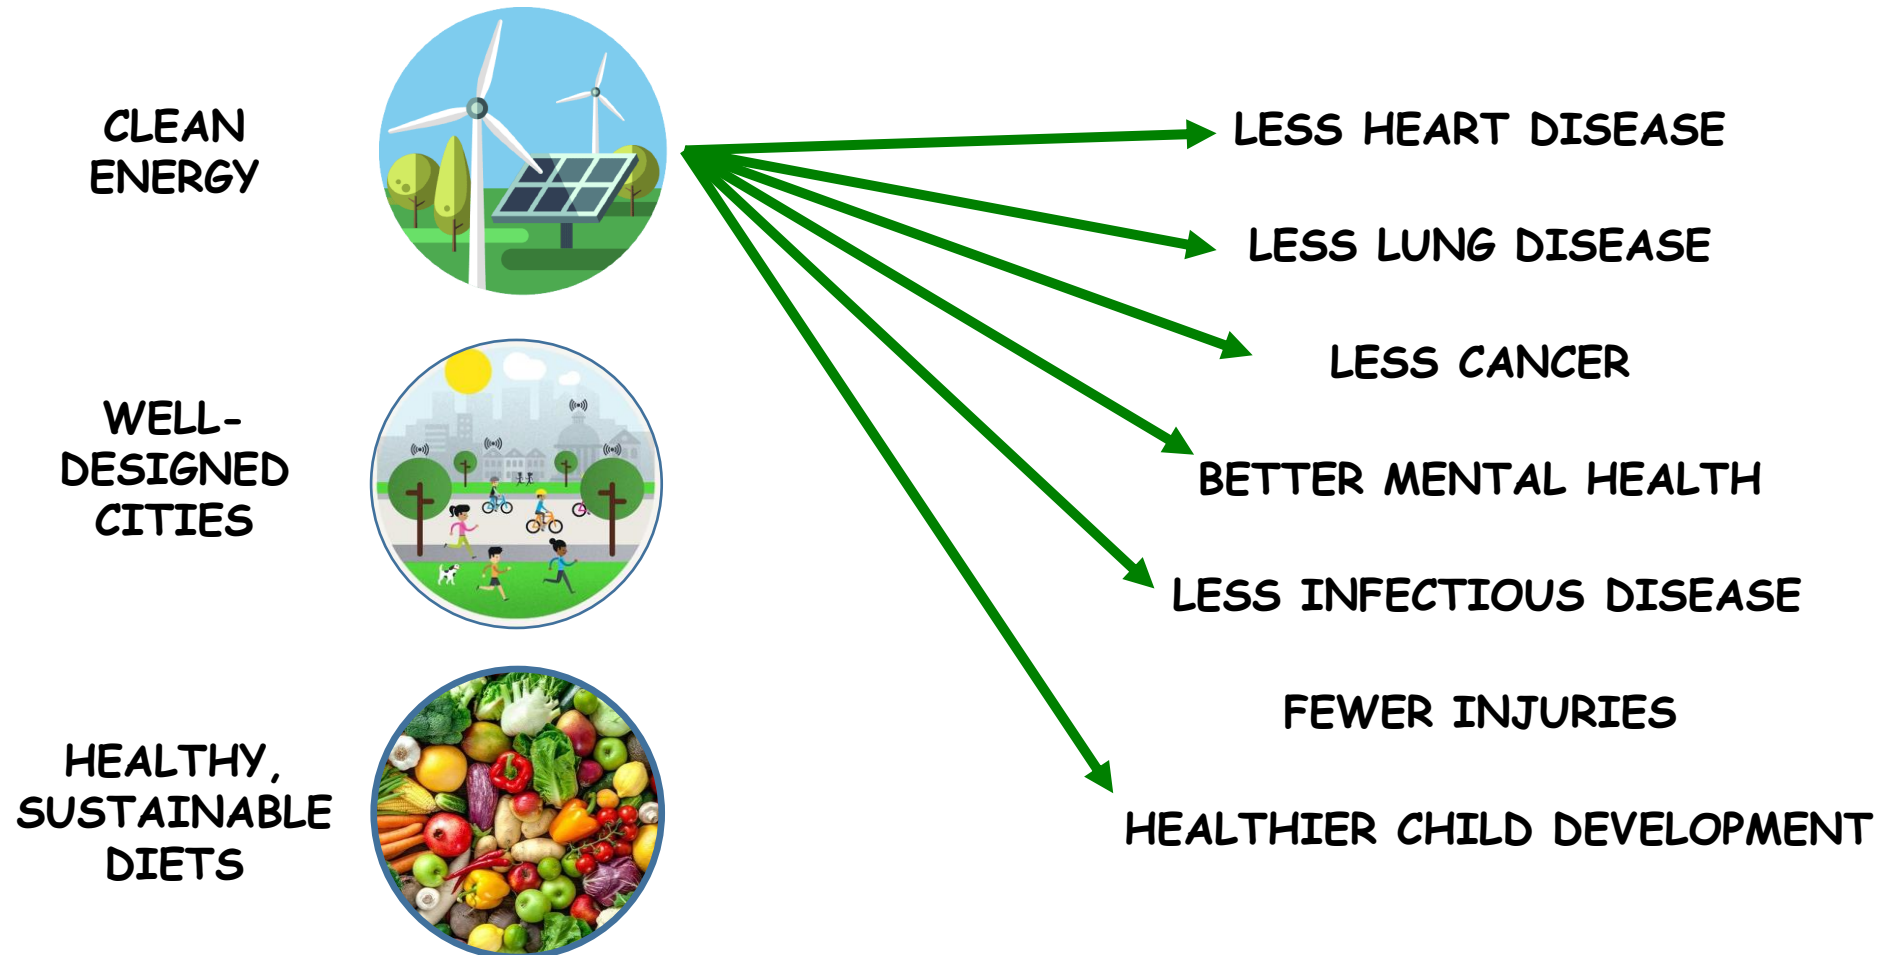 CLEAN
ENERGY
WELL-
DESIGNED
CITIES
HEALTHY,
SUSTAINABLE
DIETS
LESS HEART DISEASE
LESS LUNG DISEASE
LESS CANCER
BETTER MENTAL HEALTH
LESS INFECTIOUS DISEASE
FEWER INJURIES
HEALTHIER CHILD DEVELOPMENT